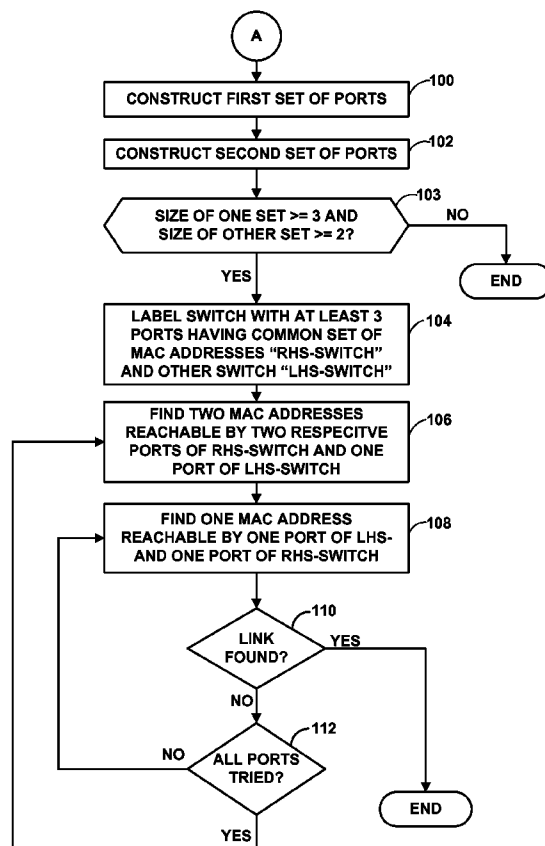 A
100
CONSTRUCT FIRST SET OF PORTS
102
CONSTRUCT SECOND SET OF PORTS
103
SIZE OF ONE SET >= 3 AND
SIZE OF OTHER SET >= 2?
NO
YES
END
LABEL SWITCH WITH AT LEAST 3
PORTS HAVING COMMON SET OF
MAC ADDRESSES “RHS-SWITCH”
AND OTHER SWITCH “LHS-SWITCH”
104
FIND TWO MAC ADDRESSES
REACHABLE BY TWO RESPECITVE
PORTS OF RHS-SWITCH AND ONE
PORT OF LHS-SWITCH
106
FIND ONE MAC ADDRESS
REACHABLE BY ONE PORT OF LHS-
AND ONE PORT OF RHS-SWITCH
108
110
LINK
FOUND?
YES
NO
112
NO
ALL PORTS
TRIED?
YES
END